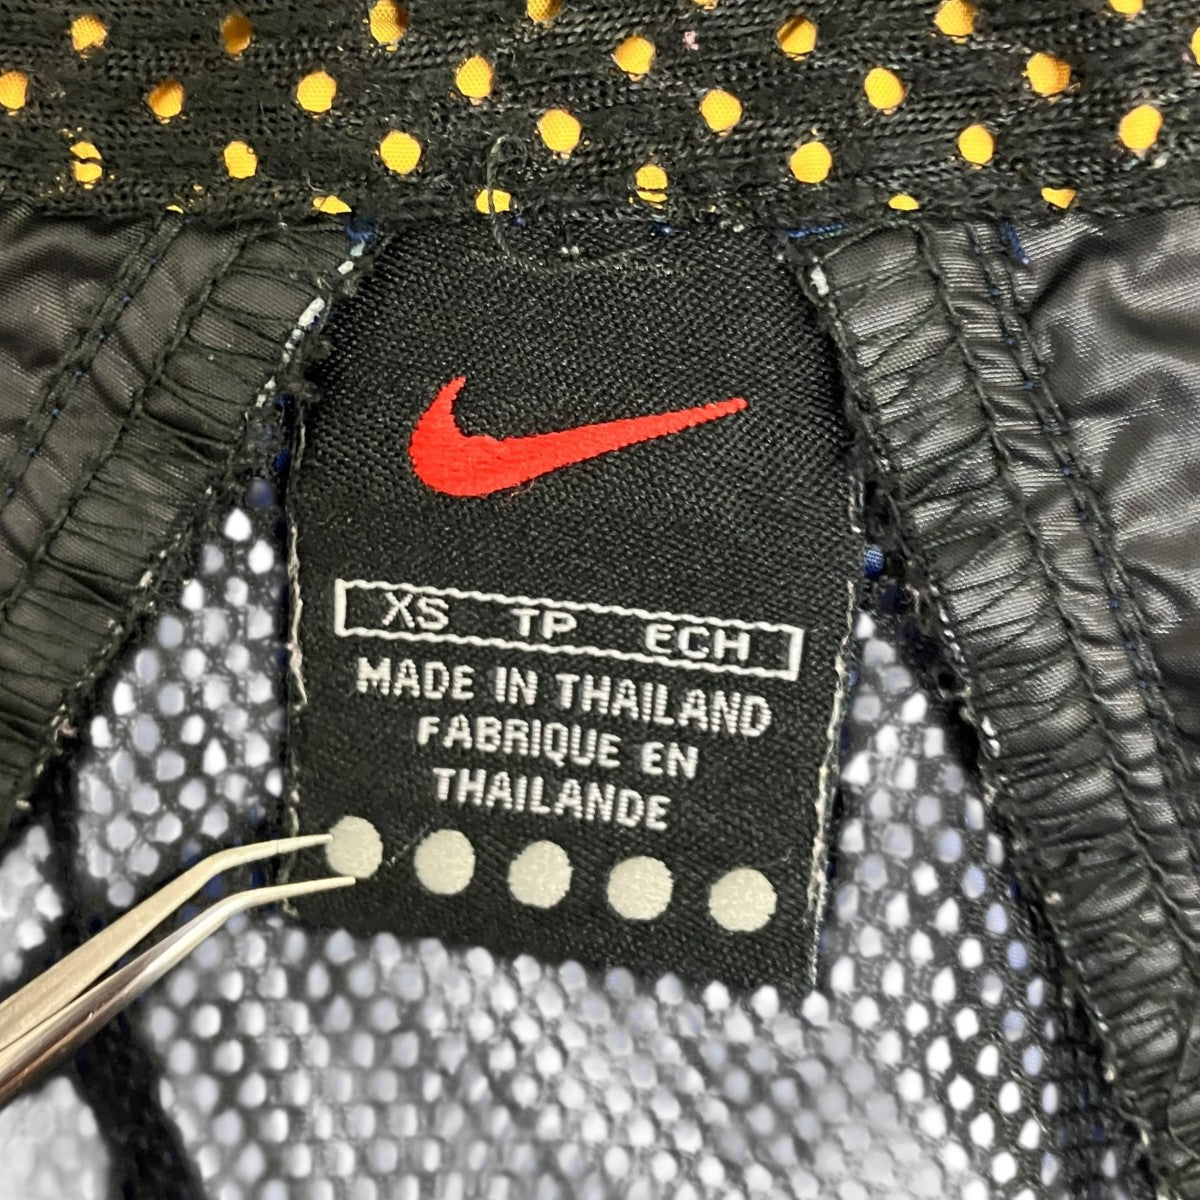 XS TP ECH
MADE IN THAILAND
FABRIQUE EN
THAILANDE